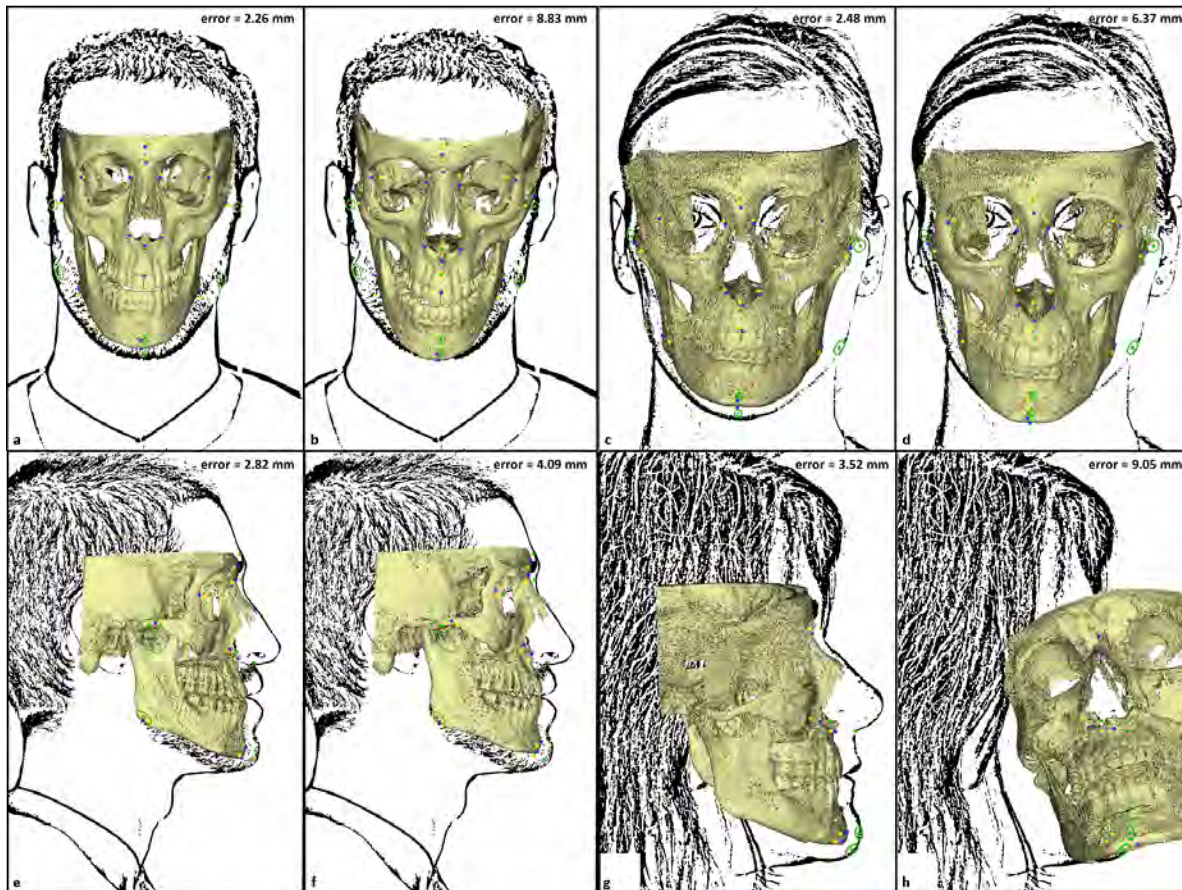 error = 2.26 mm
error = 8.83 mm
error = 2.48 mm
error = 6.37 mm
a
b
c
d
error = 2.82 mm
error = 4.09 mm
error = 3.52 mm
error = 9.05 mm
e
f
g
h